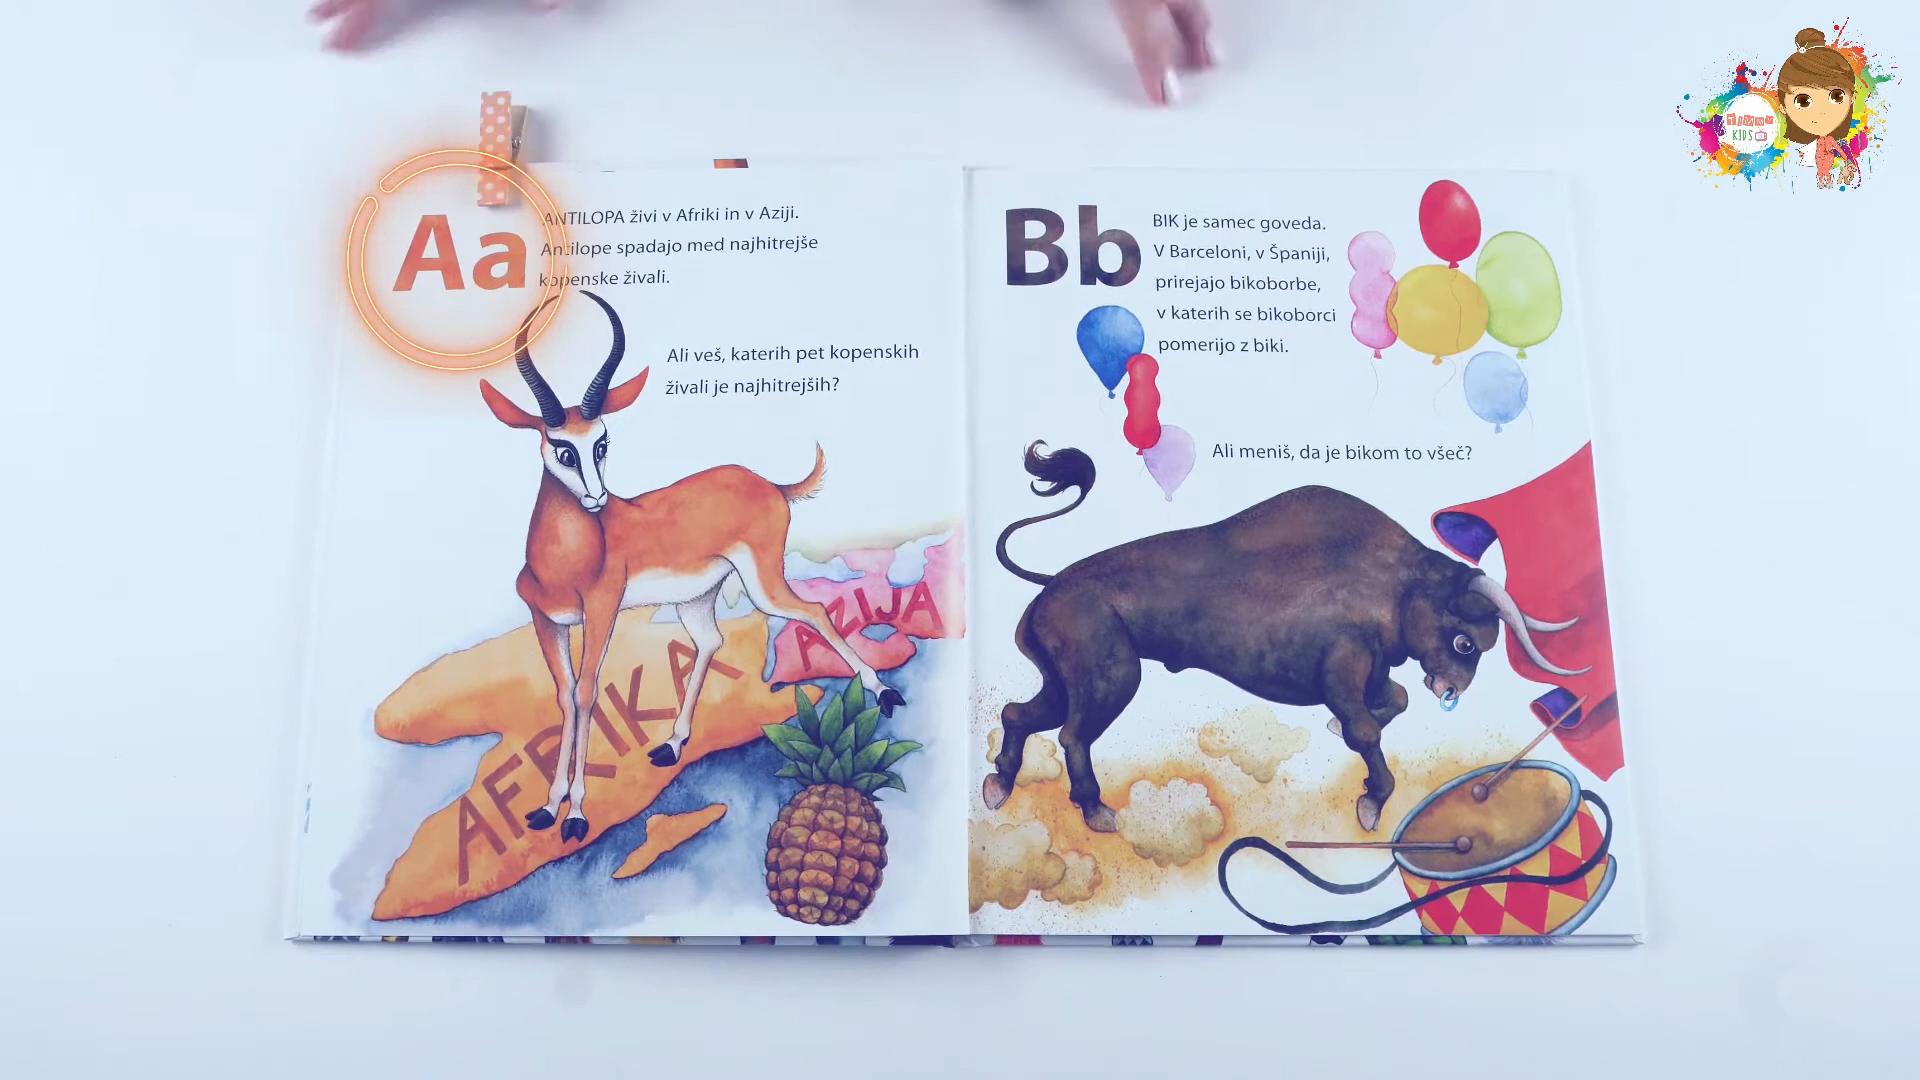 Aa
ANTILOPA živi v Afriki in v Aziji.
Antilope spadajo med najhitrejše
kopenske živali.
Ali veš, katerih pet kopenskih
živali je najhitrejših?
AZIJA
AFRIKA
Bb
BIK je samec goveda.
V Barceloni, v Španiji,
prirejajo bikoborbe,
v katerih se bikoborci
pomerijo z biki.
Ali meniš, da je bikom to všeč?
TIMMY
KIDS